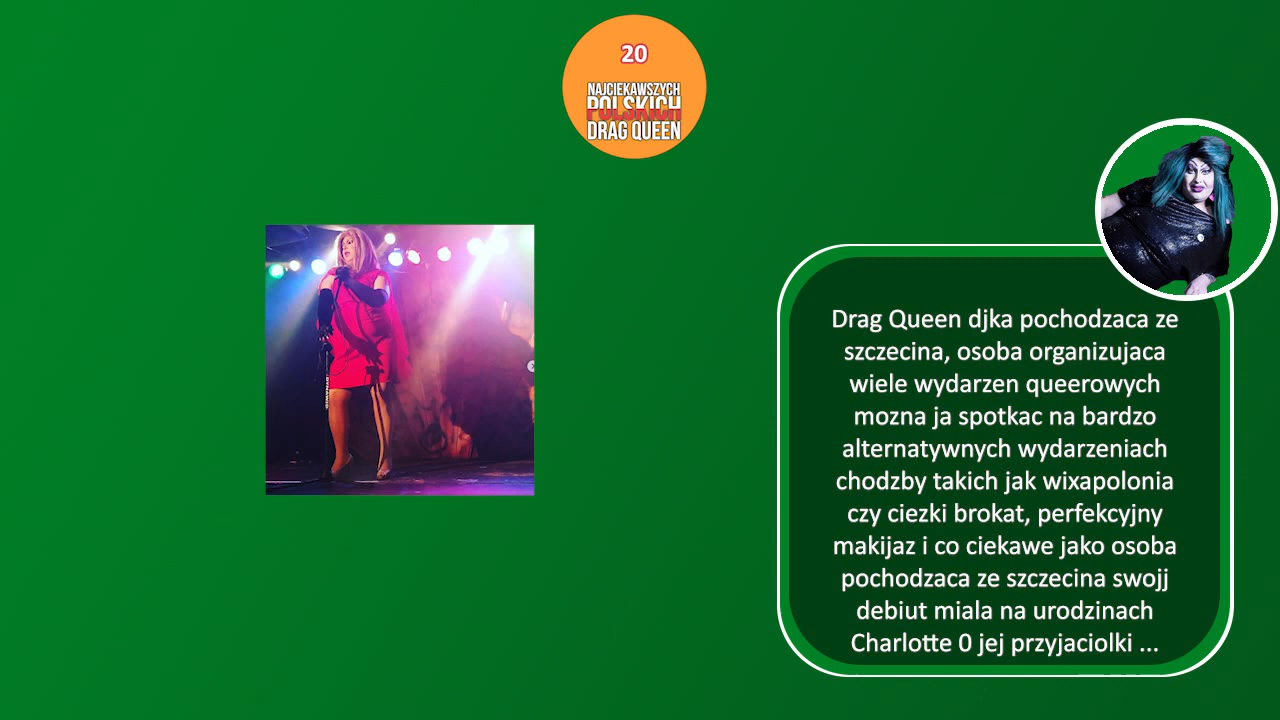 20
NAJCIEKAWSZYCH
POLSKICH
DRAG QUEEN
Drag Queen djka pochodzaca ze
szczecina, osoba organizujaca
wiele wydarzen queerowych
mozna ja spotkac na bardzo
alternatywnych wydarzeniach
chodzby takich jak wixapolonia
czy ciezki brokat, perfekcyjny
makijaz i co ciekawe jako osoba
pochodzaca ze szczecina swojj
debiut miala na urodzinach
Charlotte 0 jej przyjaciolki ...